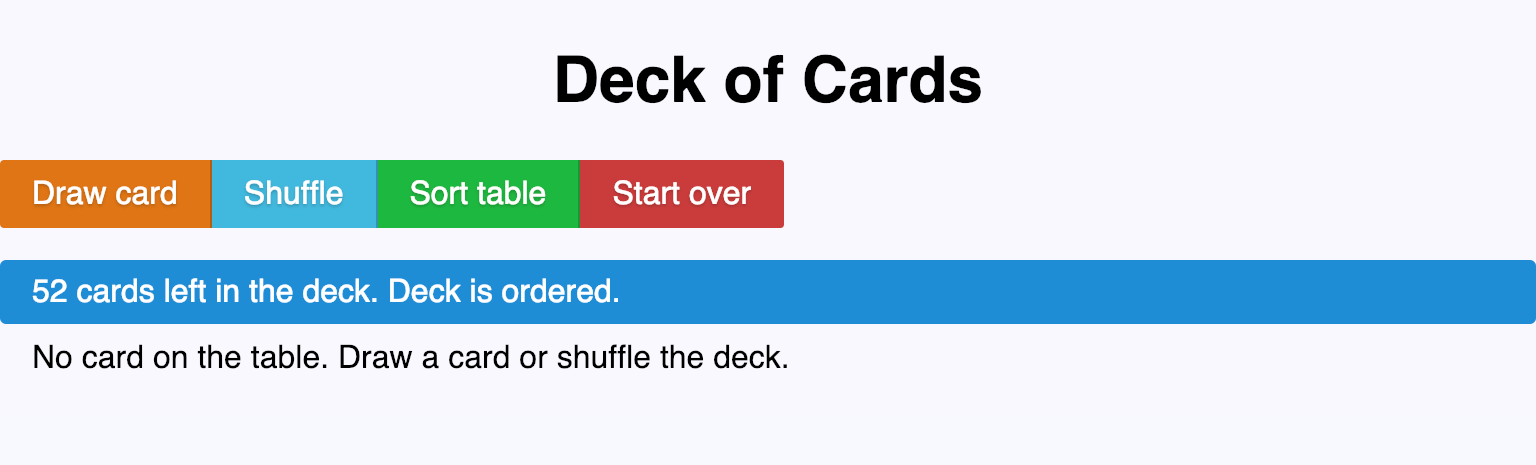 Deck of Cards
Draw card Shuffle Sort table Start over
52 cards left in the deck. Deck is ordered.
No card on the table. Draw a card or shuffle the deck.